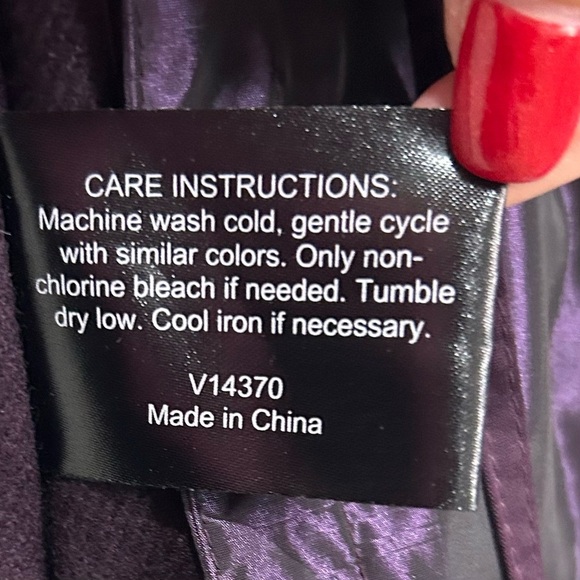 CARE INSTRUCTIONS:
Machine wash cold, gentle cycle
with similar colors. Only non-
chlorine bleach if needed. Tumble
dry low. Cool iron if necessary.
V14370
Made in China